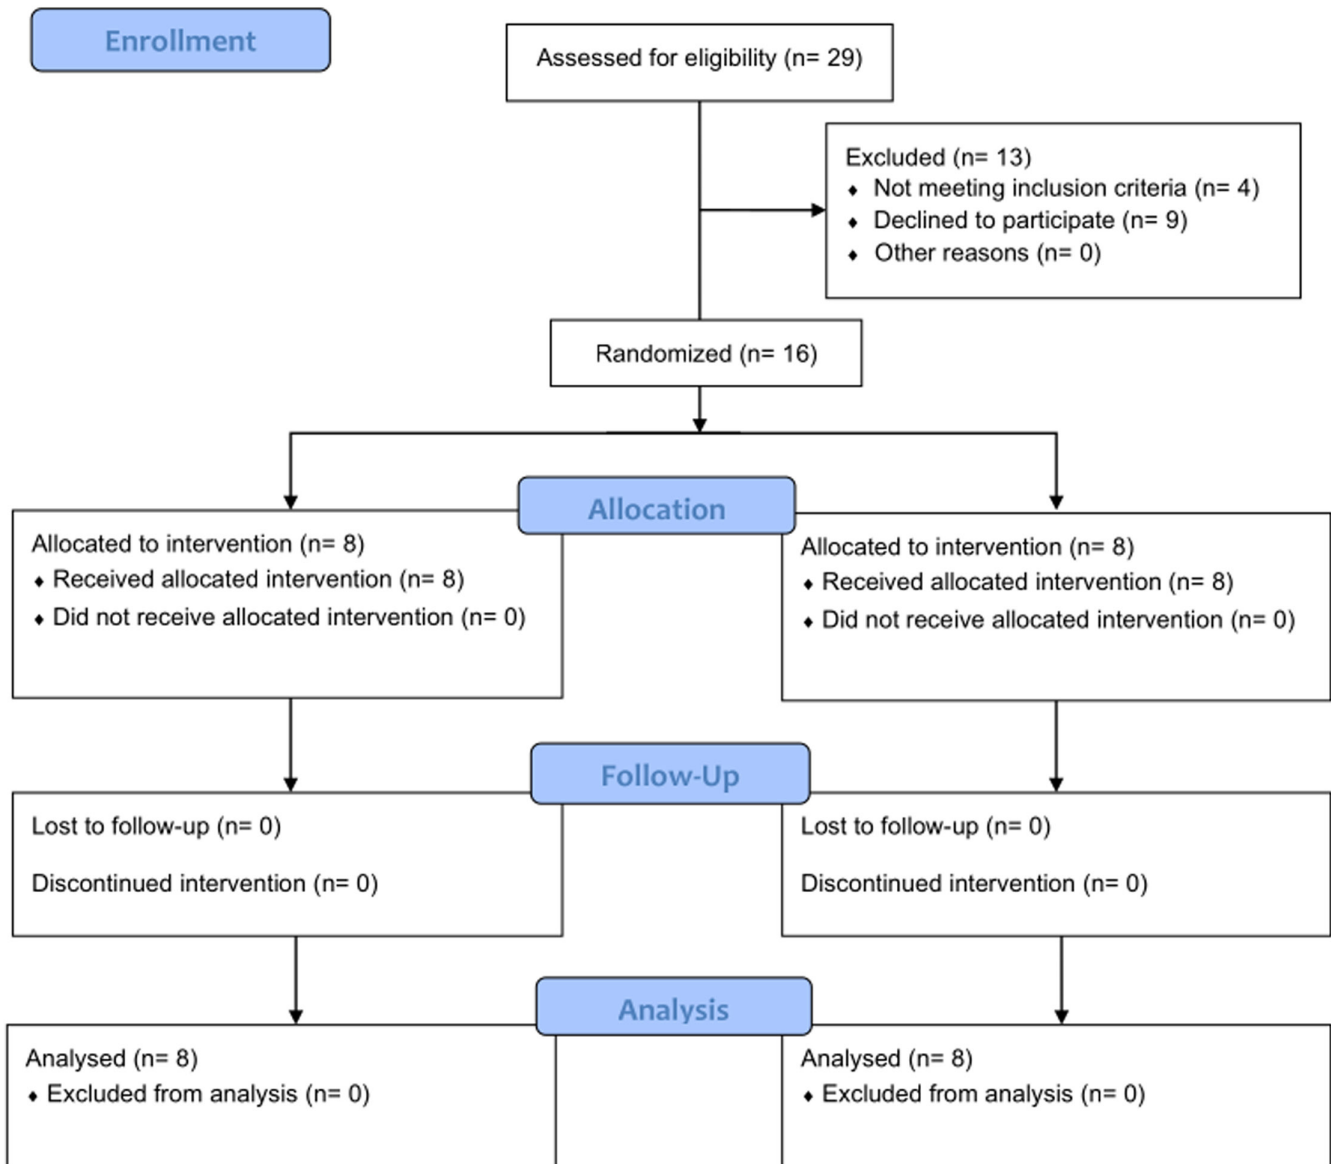 Enrollment
Assessed for eligibility (n= 29)
Excluded (n= 13)
♦ Not meeting inclusion criteria (n= 4)
♦ Declined to participate (n= 9)
♦ Other reasons (n= 0)
Randomized (n= 16)
Allocation
Allocated to intervention (n= 8)
♦ Received allocated intervention (n= 8)
♦ Did not receive allocated intervention (n= 0)
Allocated to intervention (n= 8)
♦ Received allocated intervention (n= 8)
♦ Did not receive allocated intervention (n= 0)
Follow-Up
Lost to follow-up (n= 0)
Discontinued intervention (n= 0)
Lost to follow-up (n= 0)
Discontinued intervention (n= 0)
Analysis
Analysed (n= 8)
♦ Excluded from analysis (n= 0)
Analysed (n= 8)
♦ Excluded from analysis (n= 0)